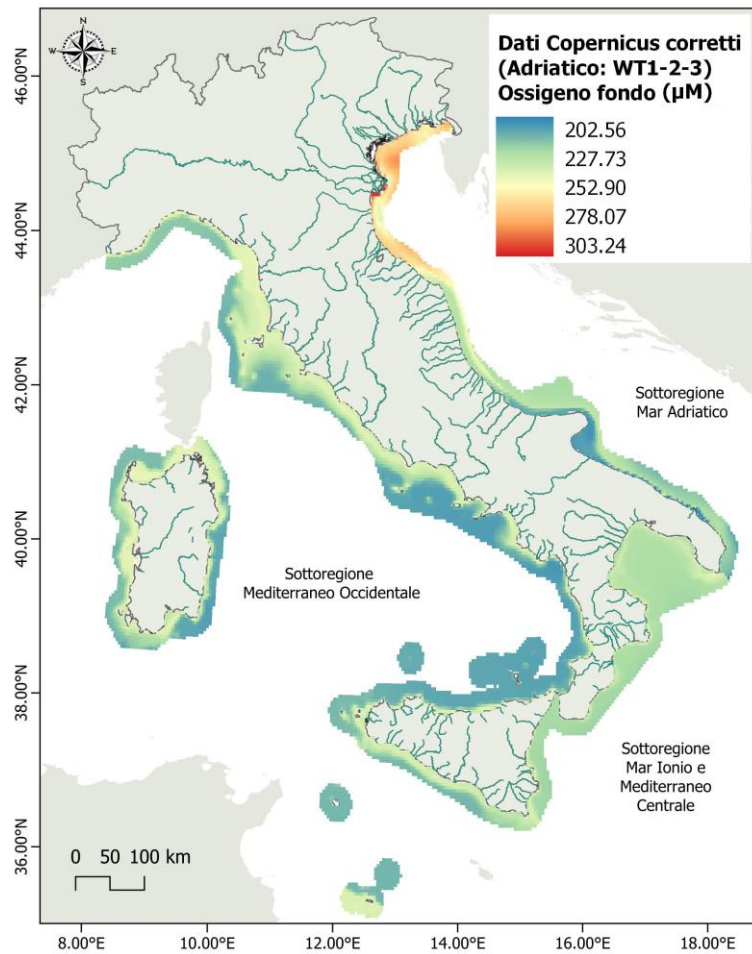 N
W E
S
Dati Copernicus corretti
(Adriatico: WT1-2-3)
Ossigeno fondo (µM)
202.56
227.73
252.90
278.07
303.24
46.00°N
44.00°N
42.00°N
40.00°N
38.00°N
36.00°N
Sottoregione
Mar Adriatico
Sottoregione
Mediterraneo Occidentale
Sottoregione
Mar Ionio e
Mediterraneo
Centrale
0 50 100 km
8.00°E 10.00°E 12.00°E 14.00°E 16.00°E 18.00°E